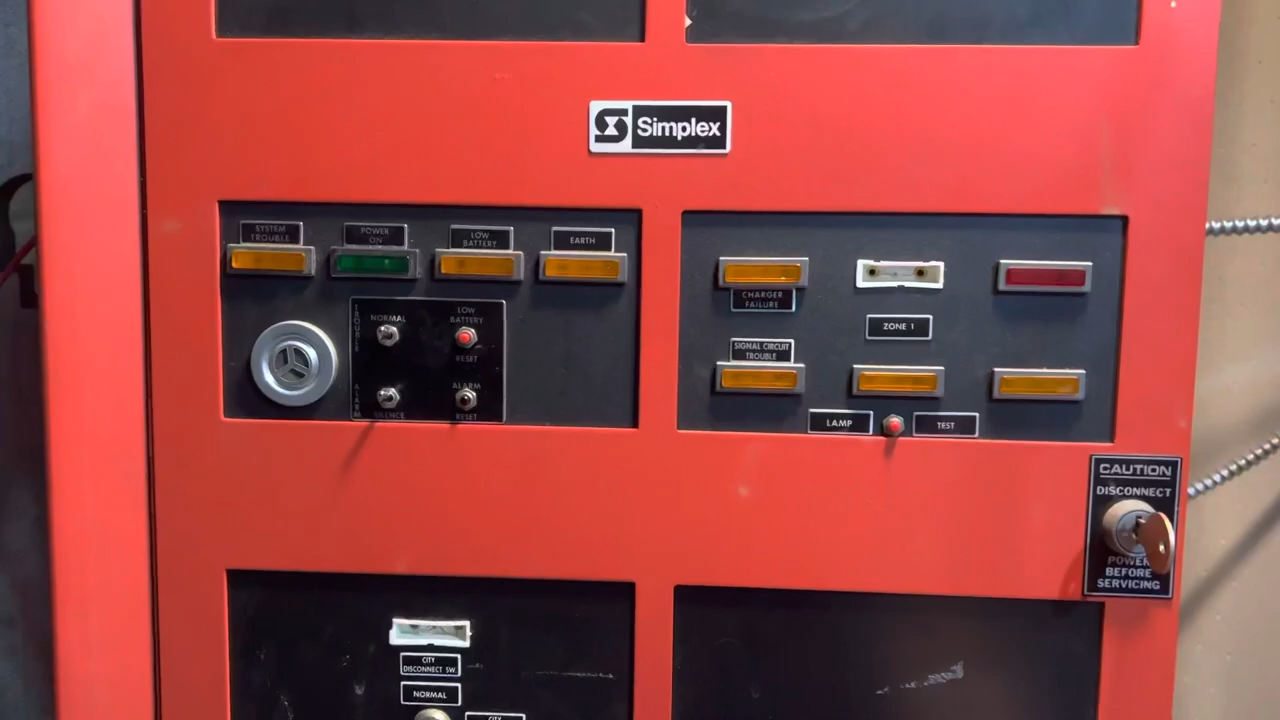 Simplex
SYSTEM
TROUBLE
POWER
ON
LOW
BATTERY
EARTH
TROUBLE
NORMAL
LOW
BATTERY
RESET
ALARM
SILENCE
ALARM
RESET
CHARGER
FAILURE
ZONE 1
SIGNAL CIRCUIT
TROUBLE
LAMP
TEST
CAUTION
DISCONNECT
POWER
BEFORE
SERVICING
CITY
DISCONNECT SW.
NORMAL
CITY